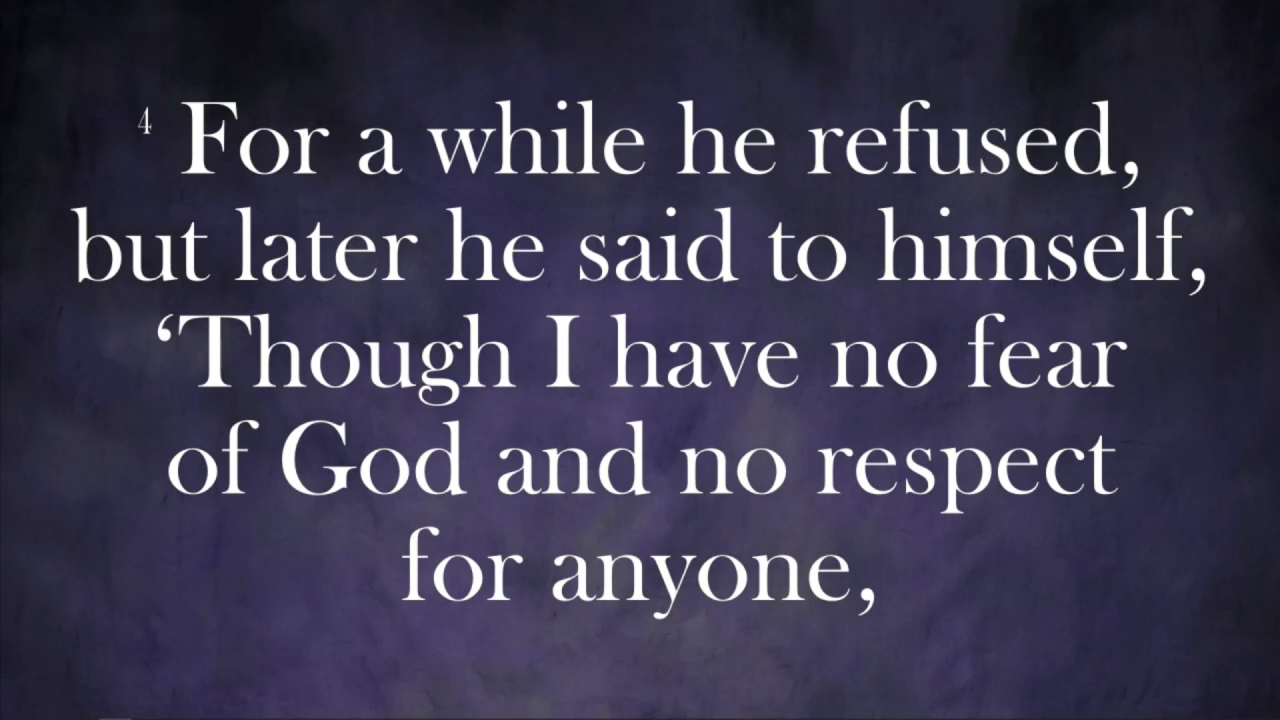 4 For a while he refused,
but later he said to himself,
‘Though I have no fear
of God and no respect
for anyone,